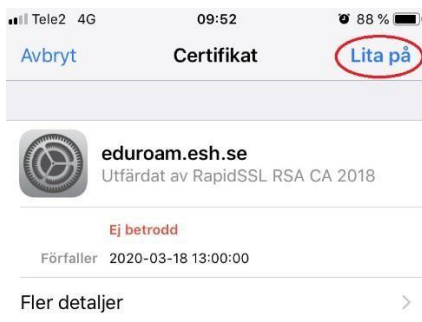 Tele2 4G 09:52 88 %
Avbryt Certifikat Lita på
eduroam.esh.se
Utfärdat av RapidSSL RSA CA 2018
Ej betrodd
Förfaller 2020-03-18 13:00:00
Fler detaljer